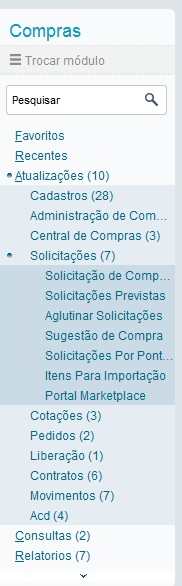 Compras
Trocar módulo
Pesquisar
Favoritos
Recentes
Atualizações (10)
Cadastros (28)
Administração de Com...
Central de Compras (3)
Solicitações (7)
Solicitação de Comp...
Solicitações Previstas
Aglutinar Solicitações
Sugestão de Compra
Solicitações Por Pont...
Itens Para Importação
Portal Marketplace
Cotações (3)
Pedidos (2)
Liberação (1)
Contratos (6)
Movimentos (7)
Acd (4)
Consultas (2)
Relatorios (7)